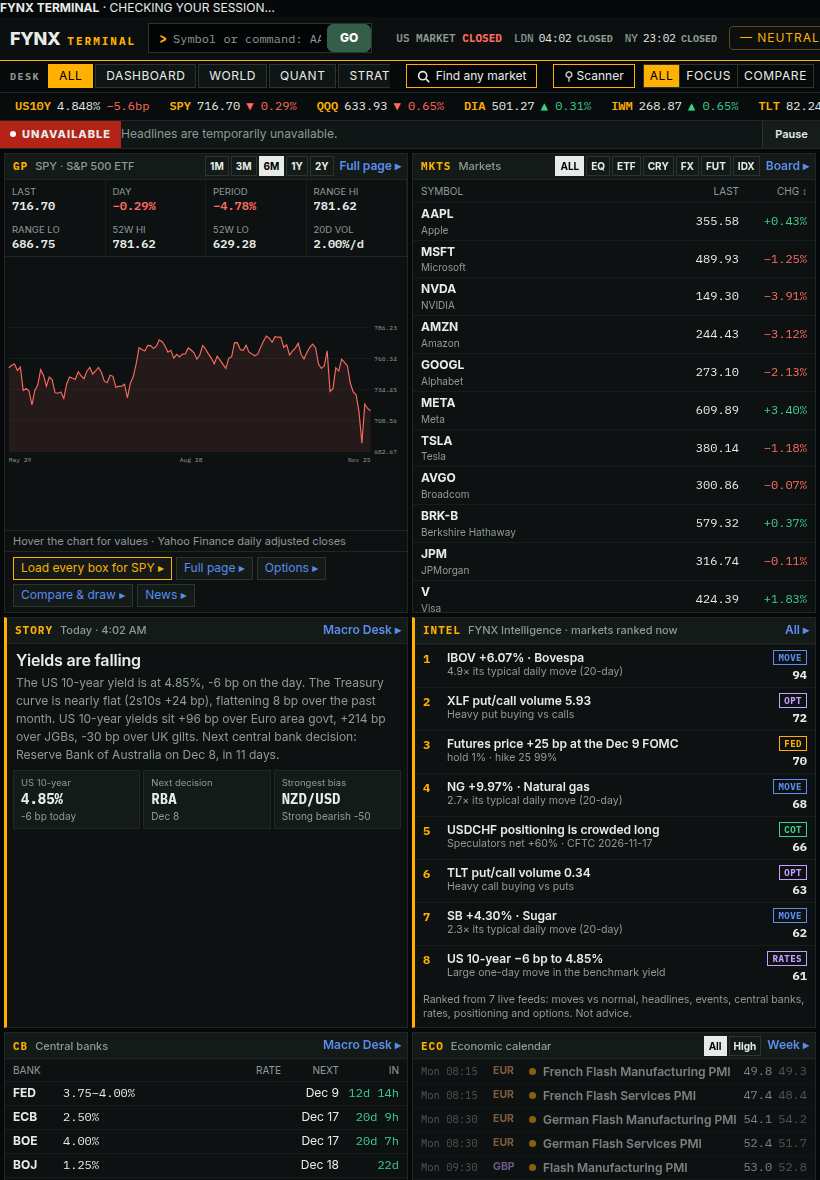 FYNX TERMINAL · CHECKING YOUR SESSION...
FYNX TERMINAL > Symbol or command: GO US MARKET CLOSED LDN 04:02 CLOSED NY 23:02 CLOSED — NEUTRAL
DESK ALL DASHBOARD WORLD QUANT STRAT Find any market Scanner ALL FOCUS COMPARE
US10Y 4.848% −5.6bp SPY 716.70 ▼ 0.29% QQQ 633.93 ▼ 0.65% DIA 501.27 ▲ 0.31% IWM 268.87 ▲ 0.65% TLT 82.24
UNAVAILABLE Headlines are temporarily unavailable. Pause
GP SPY · S&P 500 ETF 1M 3M 6M 1Y 2Y Full page ▸
LAST DAY PERIOD RANGE HI
716.70 −0.29% −4.78% 781.62
RANGE LO 52W HI 52W LO 20D VOL
686.75 781.62 629.28 2.00%/d
786.23
760.34
734.45
708.56
682.67
May 29 Aug 28 Nov 25
Hover the chart for values · Yahoo Finance daily adjusted closes
Load every box for SPY ▸ Full page ▸ Options ▸
Compare & draw ▸ News ▸
MKTS Markets ALL EQ ETF CRY FX FUT IDX Board ▸
SYMBOL LAST CHG ↕
AAPL 355.58 +0.43%
Apple
MSFT 489.93 −1.25%
Microsoft
NVDA 149.30 −3.91%
NVIDIA
AMZN 244.43 −3.12%
Amazon
GOOGL 273.10 −2.13%
Alphabet
META 609.89 +3.40%
Meta
TSLA 380.14 −1.18%
Tesla
AVGO 300.86 −0.07%
Broadcom
BRK-B 579.32 +0.37%
Berkshire Hathaway
JPM 316.74 −0.11%
JPMorgan
V 424.39 +1.83%
Visa
STORY Today · 4:02 AM Macro Desk ▸
Yields are falling
The US 10-year yield is at 4.85%, -6 bp on the day. The Treasury
curve is nearly flat (2s10s +24 bp), flattening 8 bp over the past
month. US 10-year yields sit +96 bp over Euro area govt, +214 bp
over JGBs, -30 bp over UK gilts. Next central bank decision:
Reserve Bank of Australia on Dec 8, in 11 days.
US 10-year Next decision Strongest bias
4.85% RBA NZD/USD
-6 bp today Dec 8 Strong bearish -50
INTEL FYNX Intelligence · markets ranked now All ▸
1 IBOV +6.07% · Bovespa MOVE
4.9× its typical daily move (20-day) 94
2 XLF put/call volume 5.93 OPT
Heavy put buying vs calls 72
3 Futures price +25 bp at the Dec 9 FOMC FED
hold 1% · hike 25 99% 70
4 NG +9.97% · Natural gas MOVE
2.7× its typical daily move (20-day) 68
5 USDCHF positioning is crowded long COT
Speculators net +60% · CFTC 2026-11-17 66
6 TLT put/call volume 0.34 OPT
Heavy call buying vs puts 63
7 SB +4.30% · Sugar MOVE
2.3× its typical daily move (20-day) 62
8 US 10-year −6 bp to 4.85% RATES
Large one-day move in the benchmark yield 61
Ranked from 7 live feeds: moves vs normal, headlines, events, central banks,
rates, positioning and options. Not advice.
CB Central banks Macro Desk ▸
BANK RATE NEXT IN
FED 3.75–4.00% Dec 9 12d 14h
ECB 2.50% Dec 17 20d 9h
BOE 4.00% Dec 17 20d 7h
BOJ 1.25% Dec 18 22d
ECO Economic calendar All High Week ▸
Mon 08:15 EUR French Flash Manufacturing PMI 49.8 49.3
Mon 08:15 EUR French Flash Services PMI 47.4 48.4
Mon 08:30 EUR German Flash Manufacturing PMI 54.1 54.2
Mon 08:30 EUR German Flash Services PMI 52.4 51.7
Mon 09:30 GBP Flash Manufacturing PMI 53.0 52.8